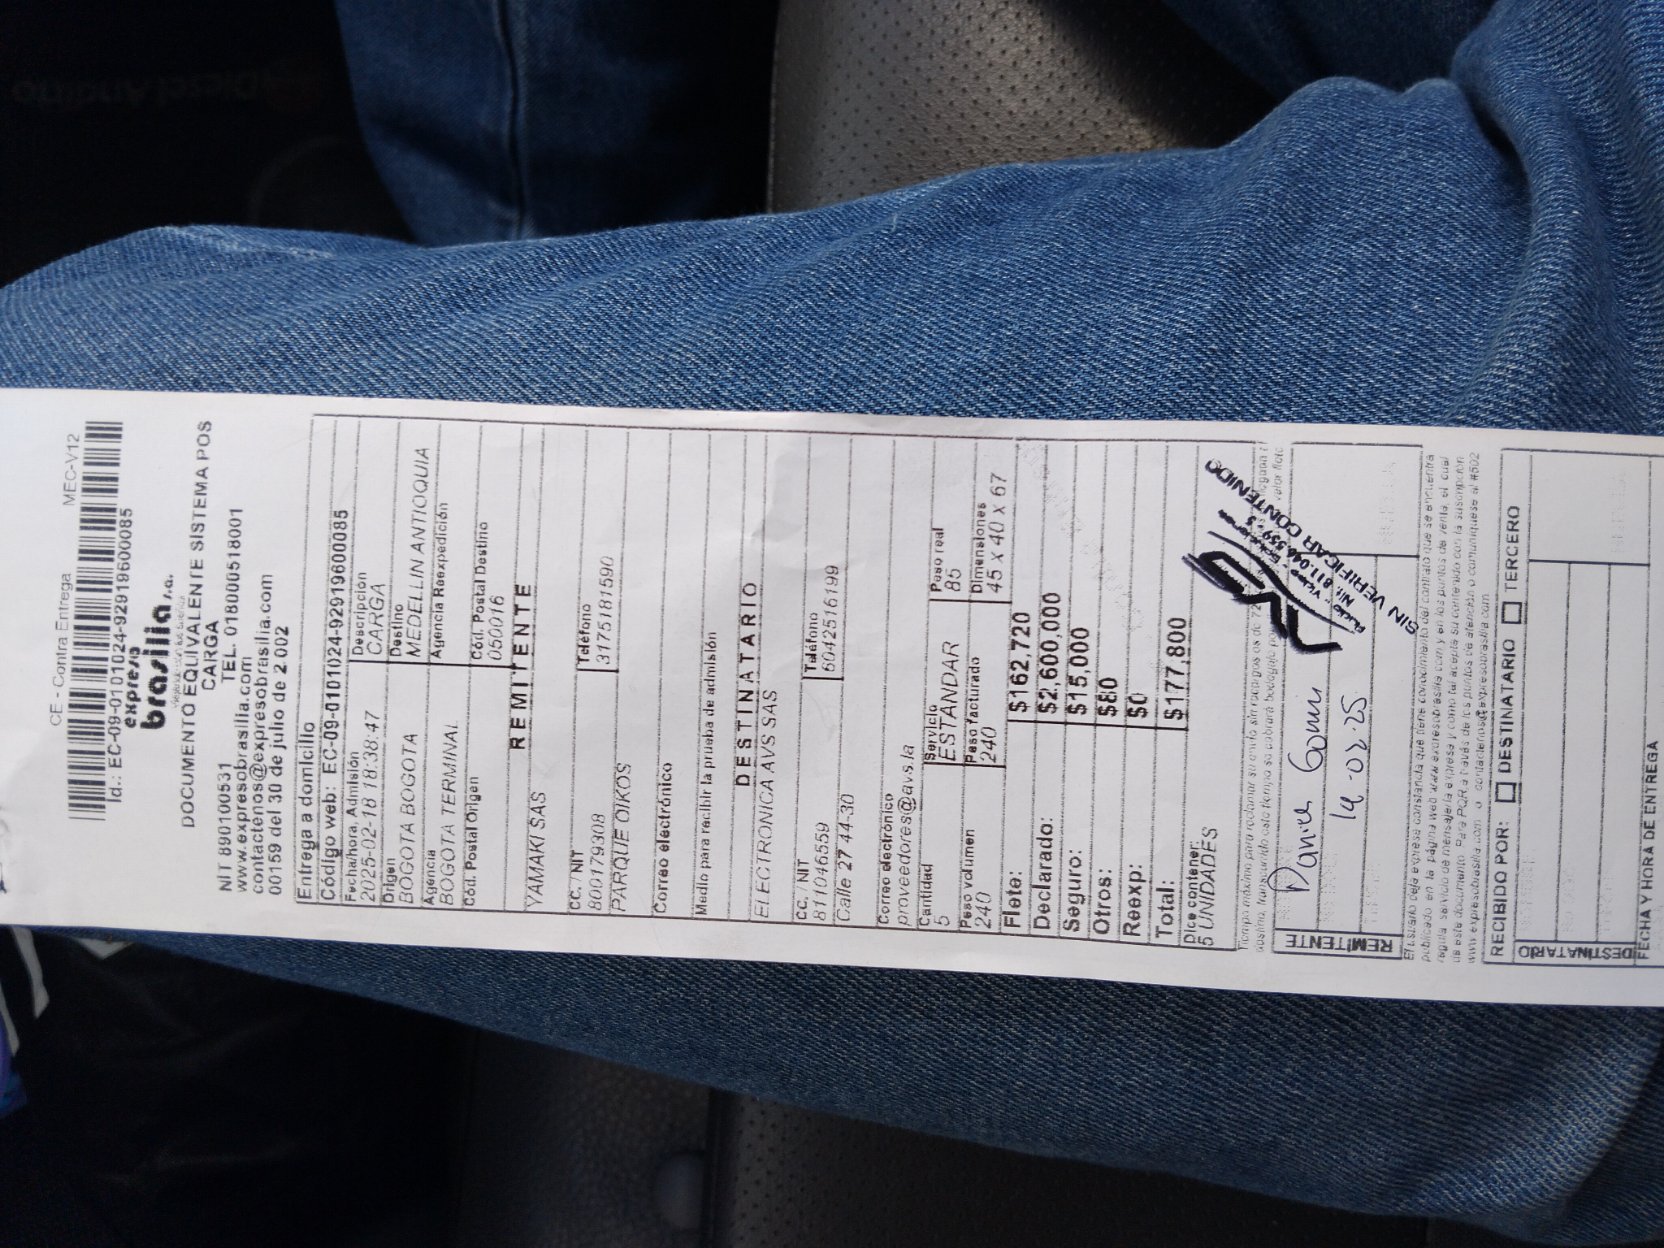 CE - Contra Entrega MEC-V12
Id.: EC-09-0101024-92919600085
expreso
brasilia s.a.
DOCUMENTO EQUIVALENTE SISTEMA POS
CARGA
NIT 890100531 TEL. 018000518001
www.expresobrasilia.com
contactenos@expresobrasilia.com
00159 del 30 de julio de 2.002
Entrega a domicilio
Código web: EC-09-0101024-92919600085
Fecha/hora. Admisión Descripción
2025-02-18 18:38:47 CARGA
Origen Destino
BOGOTA BOGOTA MEDELLIN ANTIOQUIA
Agencia Agencia Reexpedición
BOGOTA TERMINAL
Cód. Postal Origen Cód. Postal Destino
050016
REMITENTE
YAMAKI SAS
CC. / NIT Teléfono
800179308 3175181590
PARQUE OIKOS
Correo electrónico
Medio para recibir la prueba de admisión
DESTINATARIO
ELECTRONICA AVS SAS
CC. / NIT Teléfono
811046559 6042516199
Calle 27 44-30
Correo electrónico
proveedores@avs.la
Cantidad Servicio Peso real
5 ESTANDAR 85
Peso volumen Peso facturado Dimensiones
240 240 45 x 40 x 67
Flete: $162,720
Declarado: $2,600,000
Seguro: $15,000
Otros: $80
Reexp: $0
Total: $177,800
Dice contener:
5 UNIDADES
Nit. 811.046.559
SIN VERIFICAR CONTENIDO
REMITENTE
Daniel
19-02-25
RECIBIDO POR: DESTINATARIO TERCERO
DESTINATARIO
FECHA Y HORA DE ENTREGA